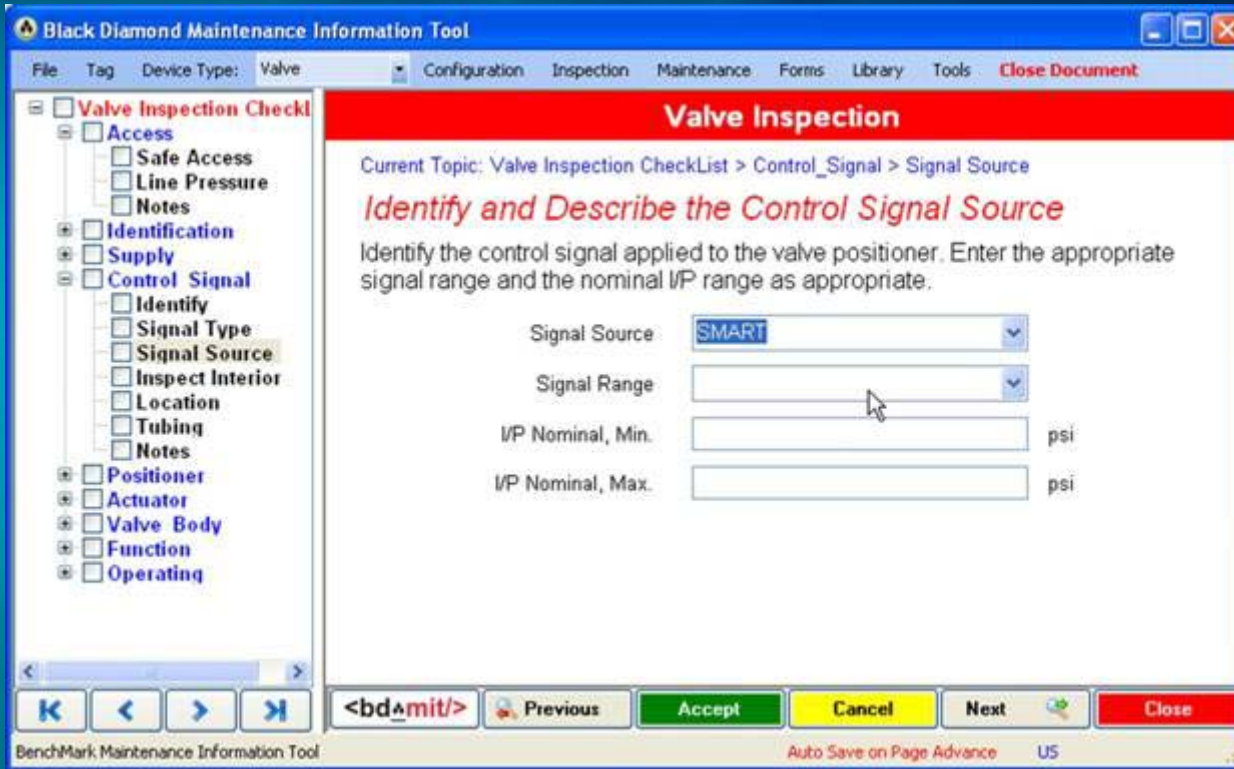 Black Diamond Maintenance Information Tool
File Tag Device Type: Valve Configuration Inspection Maintenance Forms Library Tools Close Document
Valve Inspection Checkl
Access
Safe Access
Line Pressure
Notes
Identification
Supply
Control Signal
Identify
Signal Type
Signal Source
Inspect Interior
Location
Tubing
Notes
Positioner
Actuator
Valve Body
Function
Operating
Valve Inspection
Current Topic: Valve Inspection CheckList > Control_Signal > Signal Source
Identify and Describe the Control Signal Source
Identify the control signal applied to the valve positioner. Enter the appropriate
signal range and the nominal I/P range as appropriate.
Signal Source SMART
Signal Range
I/P Nominal, Min. psi
I/P Nominal, Max. psi
<bd mit/> Previous Accept Cancel Next Close
BenchMark Maintenance Information Tool Auto Save on Page Advance US